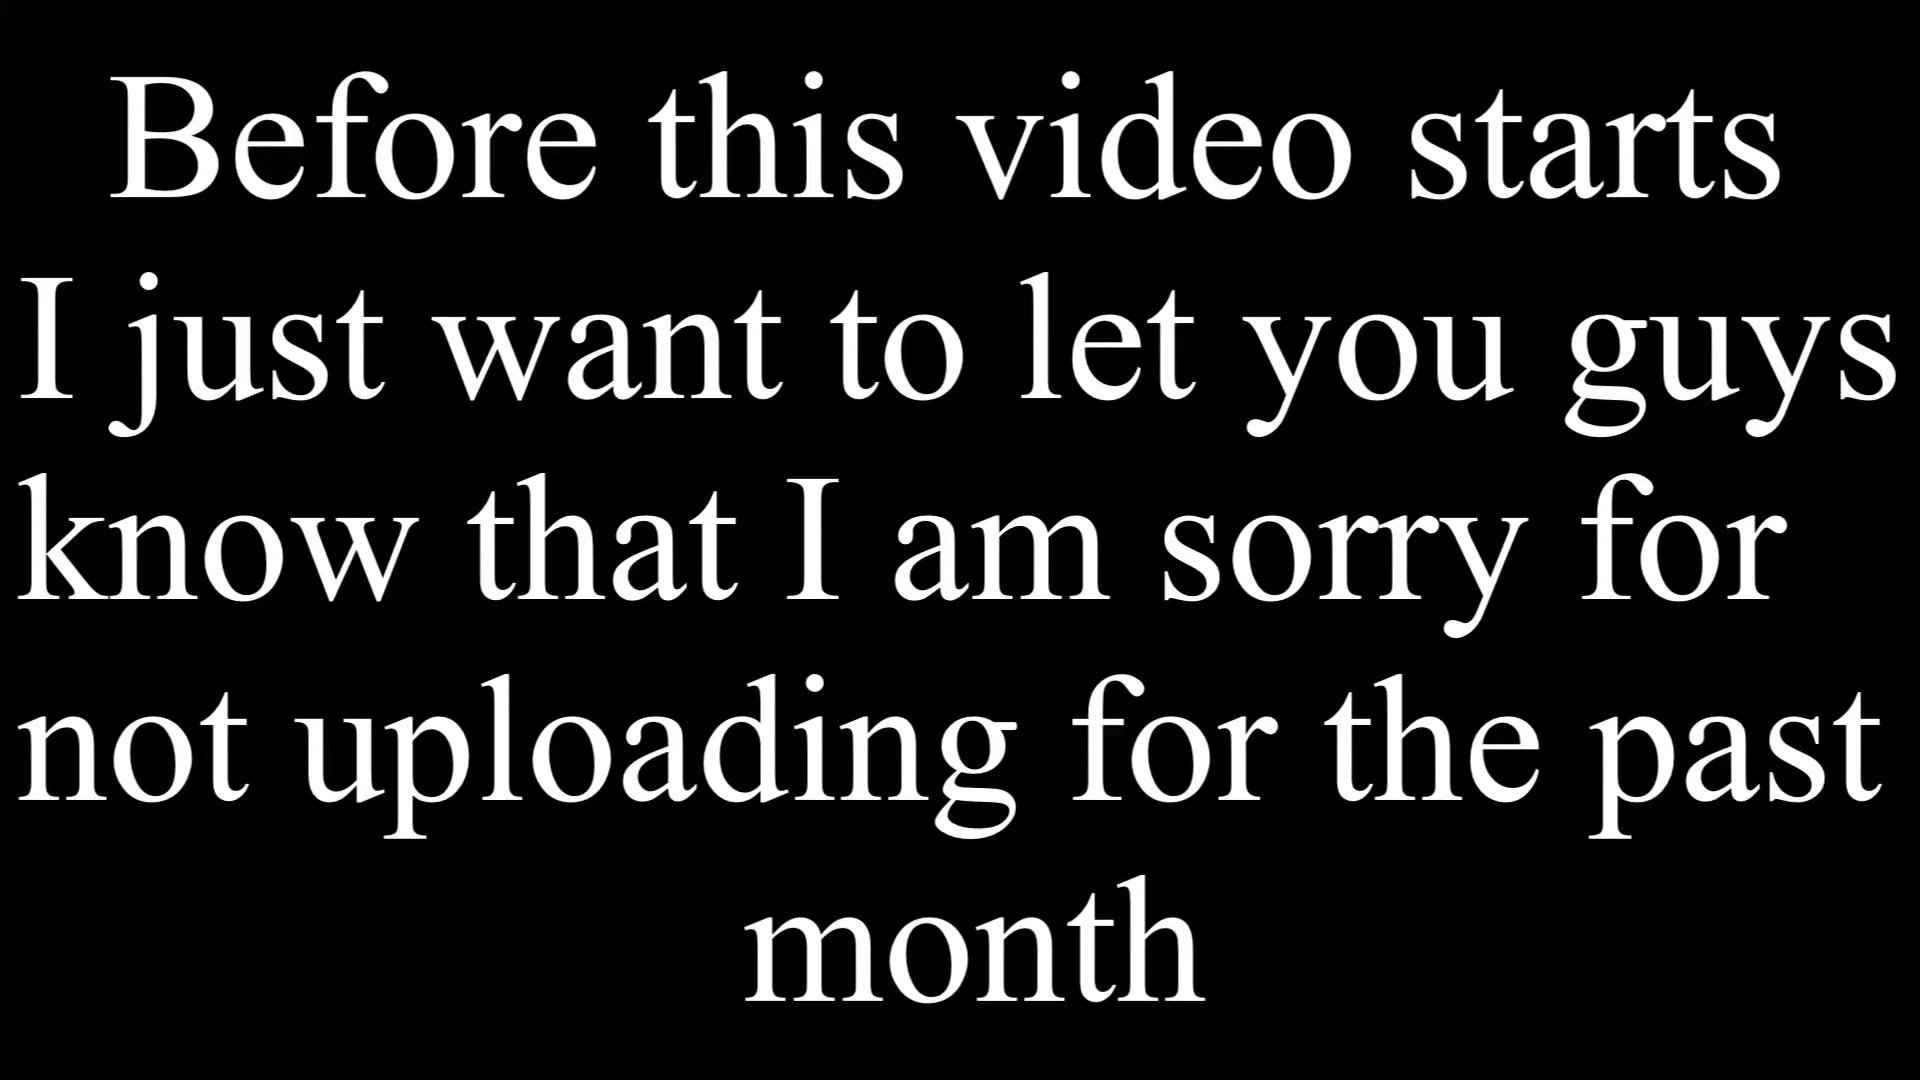 Before this video starts
I just want to let you guys
know that I am sorry for
not uploading for the past
month